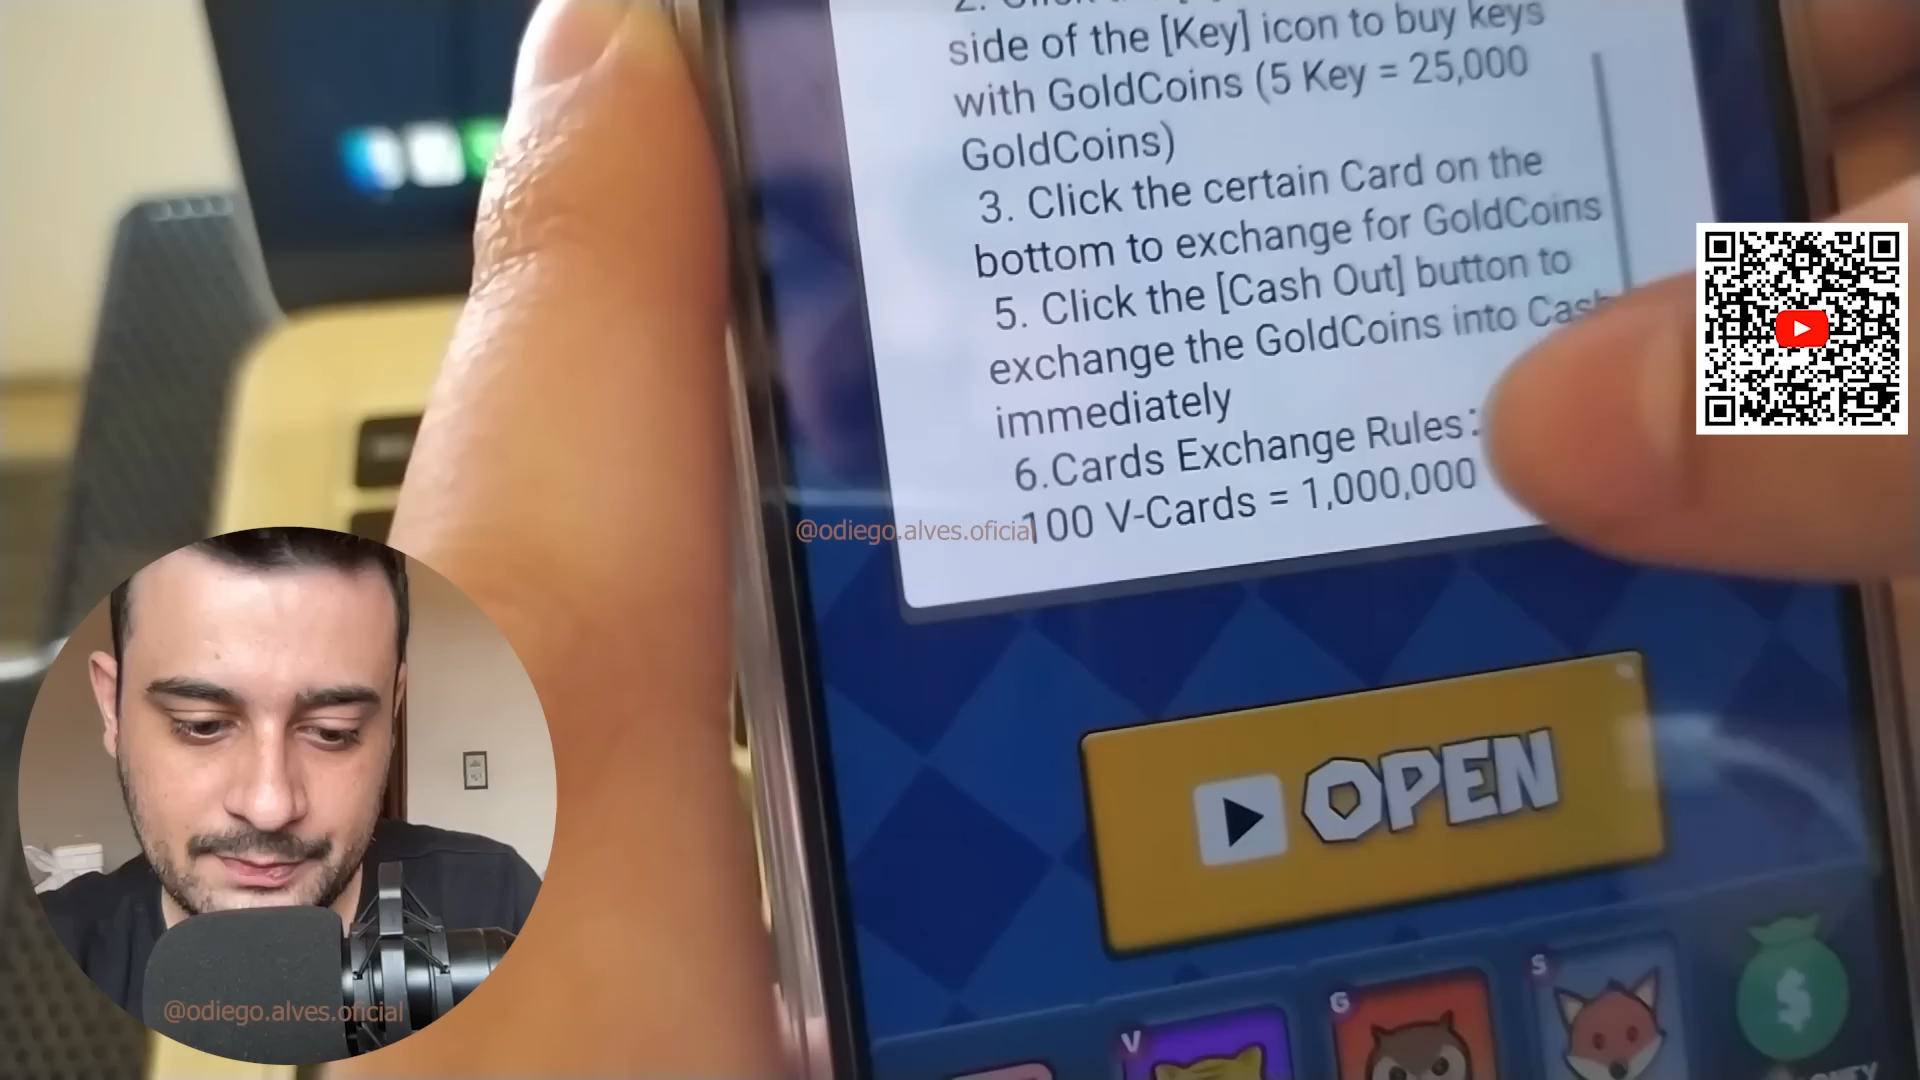 side of the [Key] icon to buy keys
with GoldCoins (5 Key = 25,000
GoldCoins)
3. Click the certain Card on the
bottom to exchange for GoldCoins
5. Click the [Cash Out] button to
exchange the GoldCoins into Cash
immediately
6.Cards Exchange Rules:
100 V-Cards = 1,000,000
@odiego.alves.oficial
OPEN
@odiego.alves.oficial
V
G
S
$